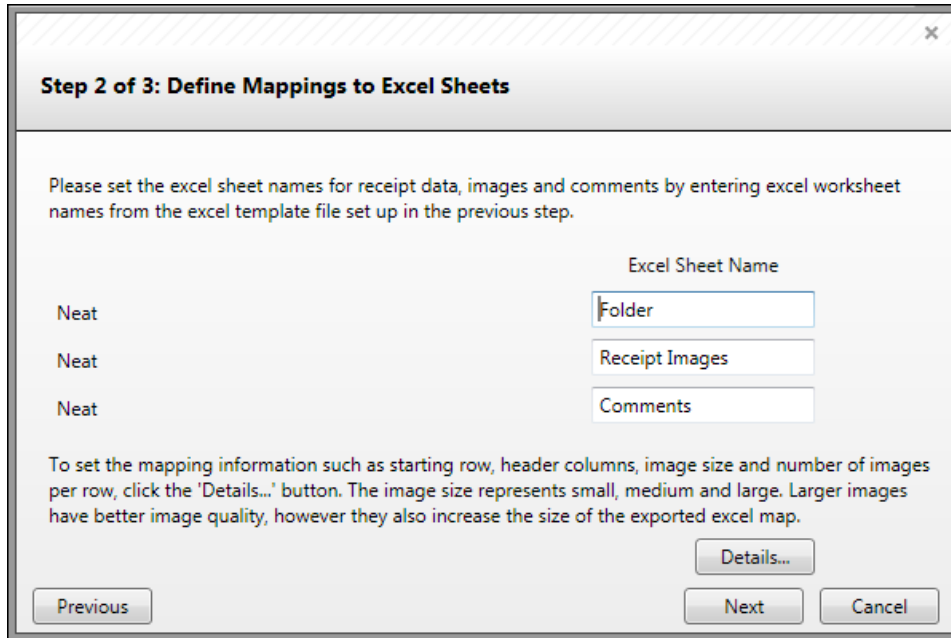 Step 2 of 3: Define Mappings to Excel Sheets
Please set the excel sheet names for receipt data, images and comments by entering excel worksheet
names from the excel template file set up in the previous step.
Excel Sheet Name
Neat Folder
Neat Receipt Images
Neat Comments
To set the mapping information such as starting row, header columns, image size and number of images
per row, click the 'Details...' button. The image size represents small, medium and large. Larger images
have better image quality, however they also increase the size of the exported excel map.
Details...
Previous Next Cancel